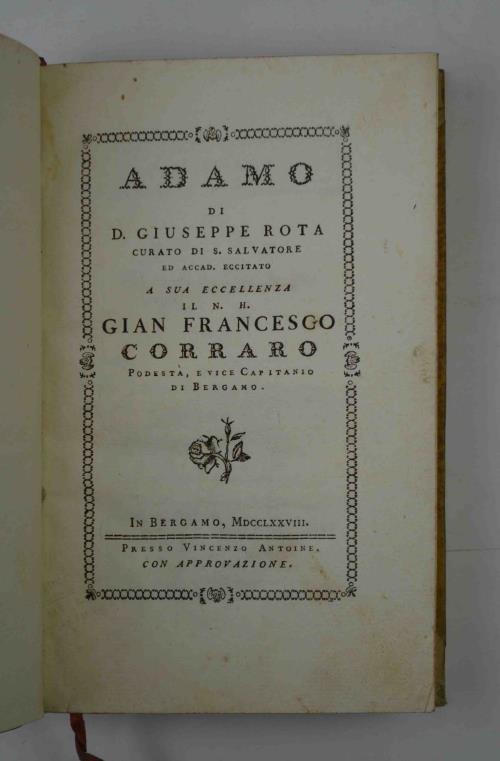 ADAMO
DI
D. GIUSEPPE ROTA
CURATO DI S. SALVATORE
ED ACCAD. ECCITATO
A SUA ECCELLENZA
IL N. H.
GIAN FRANCESCO
CORRARO
PODESTÀ, E VICE CAPITANIO
DI BERGAMO.
IN BERGAMO, MDCCLXXVIII.
PRESSO VINCENZO ANTOINE.
CON APPROVAZIONE.